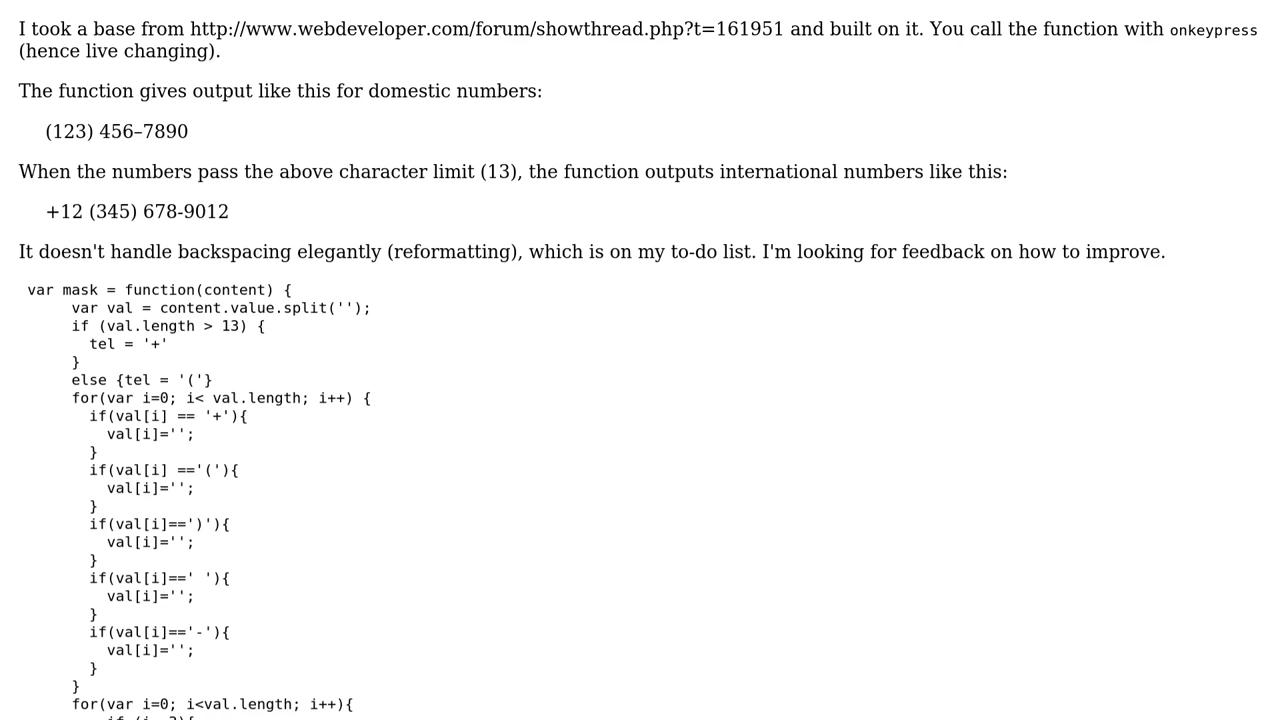 I took a base from http://www.webdeveloper.com/forum/showthread.php?t=161951 and built on it. You call the function with onkeypress
(hence live changing).
The function gives output like this for domestic numbers:
(123) 456–7890
When the numbers pass the above character limit (13), the function outputs international numbers like this:
+12 (345) 678-9012
It doesn't handle backspacing elegantly (reformatting), which is on my to-do list. I'm looking for feedback on how to improve.
var mask = function(content) {
var val = content.value.split('');
if (val.length > 13) {
tel = '+'
}
else {tel = '('}
for(var i=0; i< val.length; i++) {
if(val[i] == '+'){
val[i]='';
}
if(val[i] =='('){
val[i]='';
}
if(val[i]==')'){
val[i]='';
}
if(val[i]==' '){
val[i]='';
}
if(val[i]=='-'){
val[i]='';
}
}
for(var i=0; i<val.length; i++){